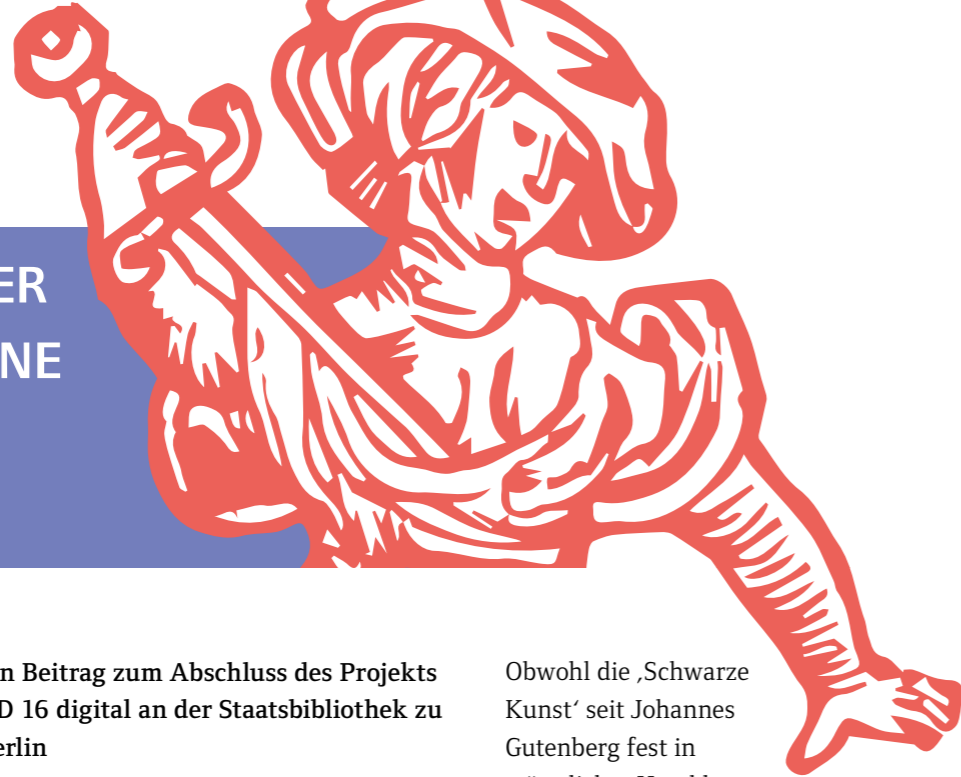 ER
NE
n Beitrag zum Abschluss des Projekts
D 16 digital an der Staatsbibliothek zu
erlin
Obwohl die ‚Schwarze
Kunst‘ seit Johannes
Gutenberg fest in